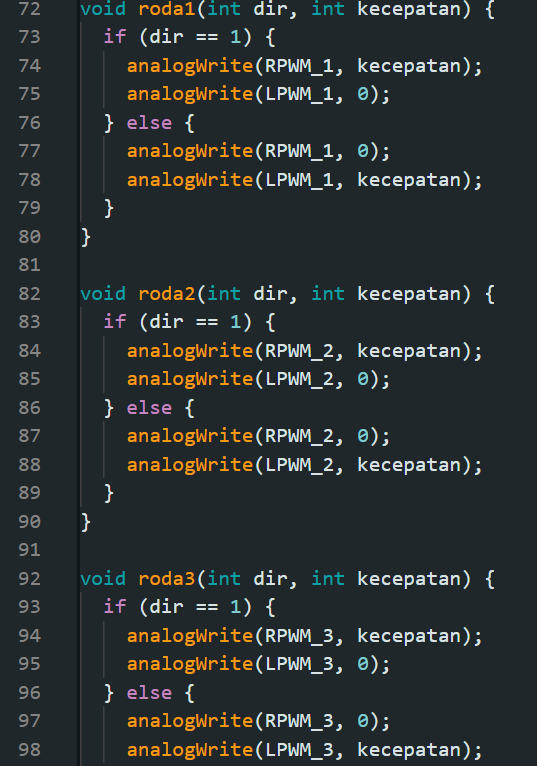 72 void roda1(int dir, int kecepatan) {
73   if (dir == 1) {
74     analogWrite(RPWM_1, kecepatan);
75     analogWrite(LPWM_1, 0);
76   } else {
77     analogWrite(RPWM_1, 0);
78     analogWrite(LPWM_1, kecepatan);
79   }
80 }
81
82 void roda2(int dir, int kecepatan) {
83   if (dir == 1) {
84     analogWrite(RPWM_2, kecepatan);
85     analogWrite(LPWM_2, 0);
86   } else {
87     analogWrite(RPWM_2, 0);
88     analogWrite(LPWM_2, kecepatan);
89   }
90 }
91
92 void roda3(int dir, int kecepatan) {
93   if (dir == 1) {
94     analogWrite(RPWM_3, kecepatan);
95     analogWrite(LPWM_3, 0);
96   } else {
97     analogWrite(RPWM_3, 0);
98     analogWrite(LPWM_3, kecepatan);